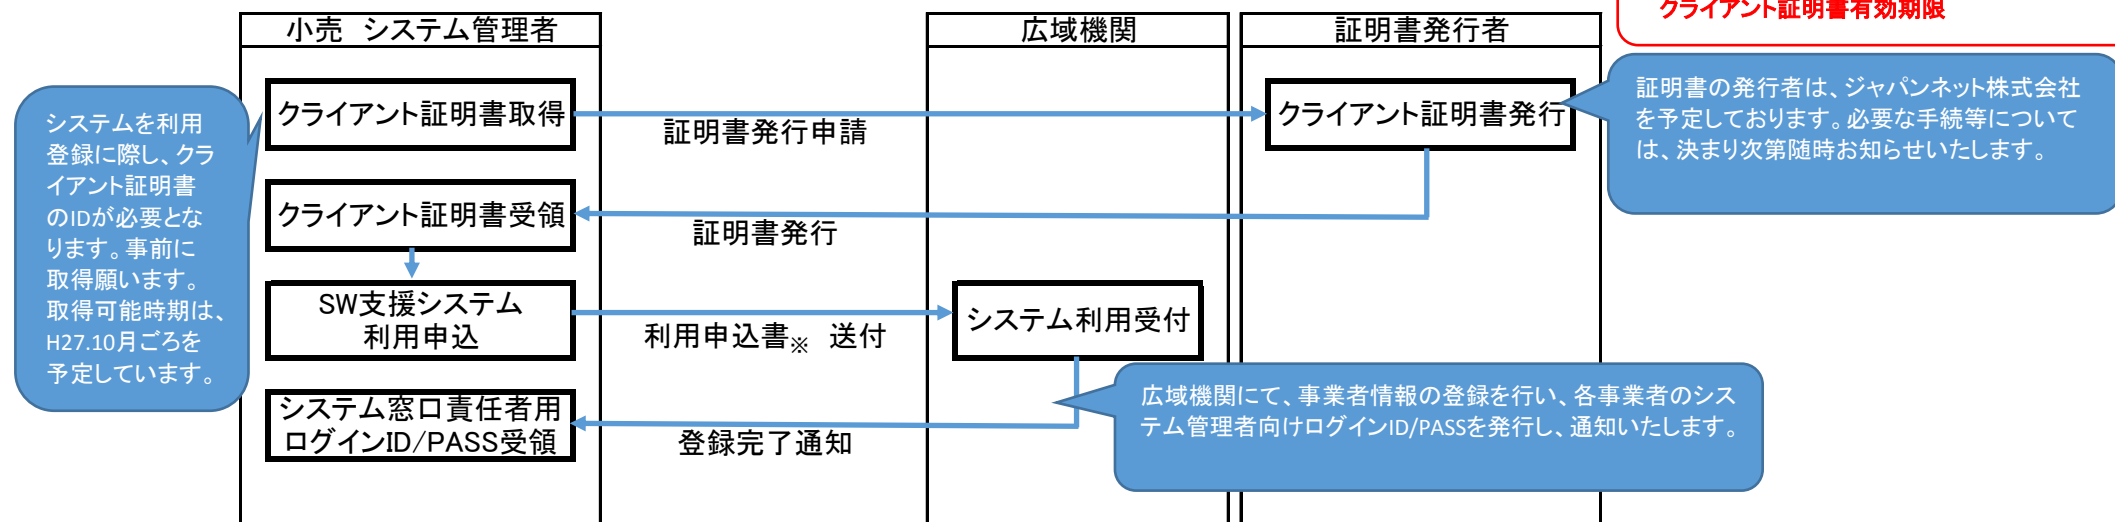 クライアント証明書有効期限
小売 システム管理者
広域機関
証明書発行者
システムを利用
登録に際し、クラ
イアント証明書
のIDが必要とな
ります。事前に
取得願います。
取得可能時期は、
H27.10月ごろを
予定しています。
クライアント証明書取得
証明書発行申請
クライアント証明書発行
証明書の発行者は、ジャパンネット株式会社
を予定しております。必要な手続等について
は、決まり次第随時お知らせいたします。
クライアント証明書受領
証明書発行
SW支援システム
利用申込
利用申込書※ 送付
システム利用受付
システム窓口責任者用
ログインID/PASS受領
登録完了通知
広域機関にて、事業者情報の登録を行い、各事業者のシス
テム管理者向けログインID/PASSを発行し、通知いたします。